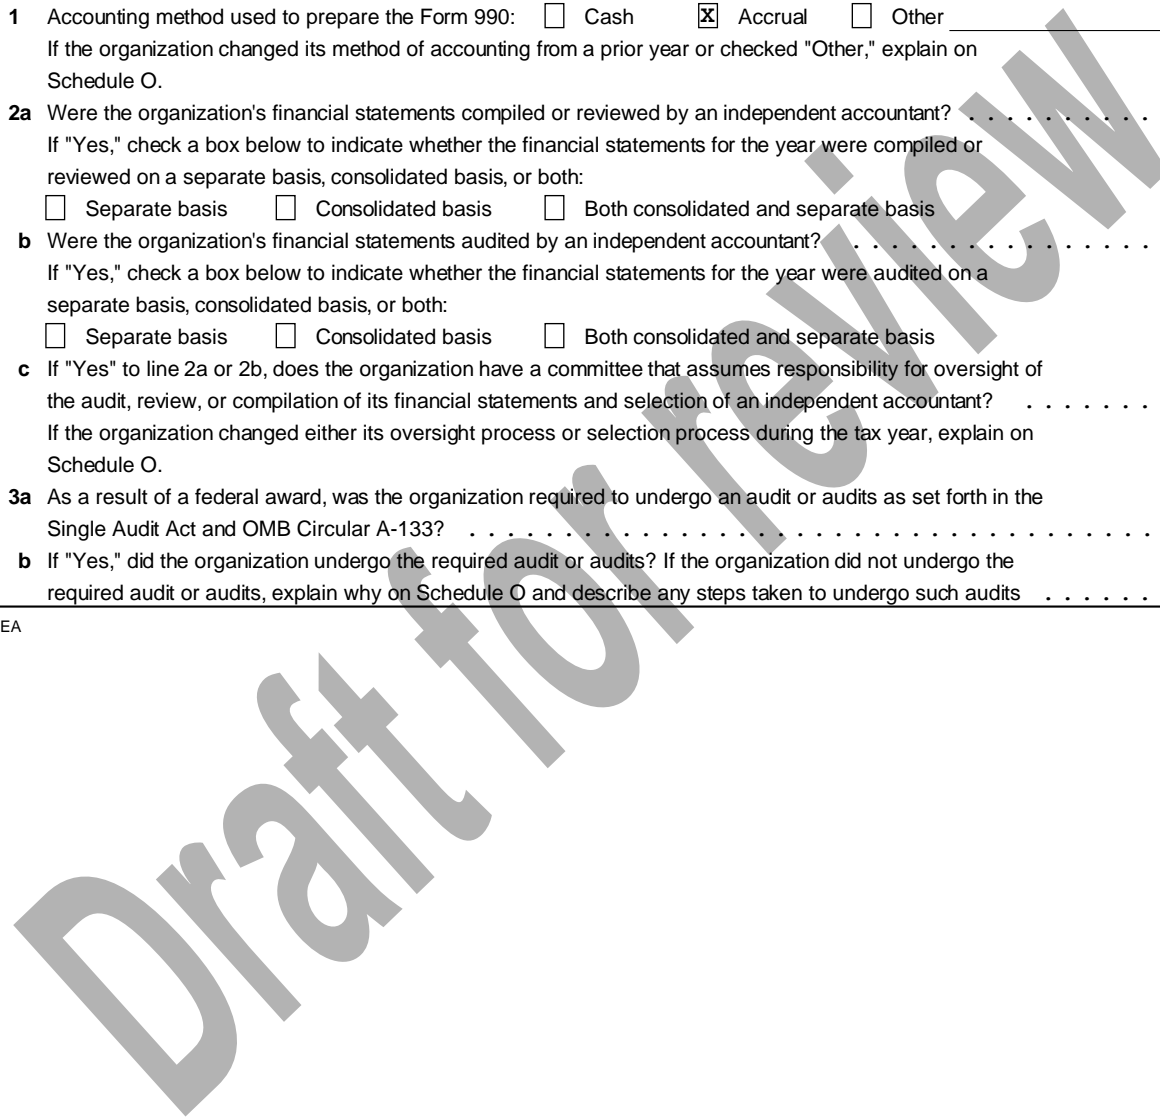 1 Accounting method used to prepare the Form 990: Cash X Accrual Other
If the organization changed its method of accounting from a prior year or checked "Other," explain on
Schedule O.
2a Were the organization's financial statements compiled or reviewed by an independent accountant? . . . . . . . . . .
If "Yes," check a box below to indicate whether the financial statements for the year were compiled or
reviewed on a separate basis, consolidated basis, or both:
Separate basis Consolidated basis Both consolidated and separate basis
b Were the organization's financial statements audited by an independent accountant? . . . . . . . . . . . . . . . .
If "Yes," check a box below to indicate whether the financial statements for the year were audited on a
separate basis, consolidated basis, or both:
Separate basis Consolidated basis Both consolidated and separate basis
c If "Yes" to line 2a or 2b, does the organization have a committee that assumes responsibility for oversight of
the audit, review, or compilation of its financial statements and selection of an independent accountant? . . . . . . .
If the organization changed either its oversight process or selection process during the tax year, explain on
Schedule O.
3a As a result of a federal award, was the organization required to undergo an audit or audits as set forth in the
Single Audit Act and OMB Circular A-133? . . . . . . . . . . . . . . . . . . . . . . . . . . . . . . . . . . . .
b If "Yes," did the organization undergo the required audit or audits? If the organization did not undergo the
required audit or audits, explain why on Schedule O and describe any steps taken to undergo such audits . . . . . .
EA
Draft for review